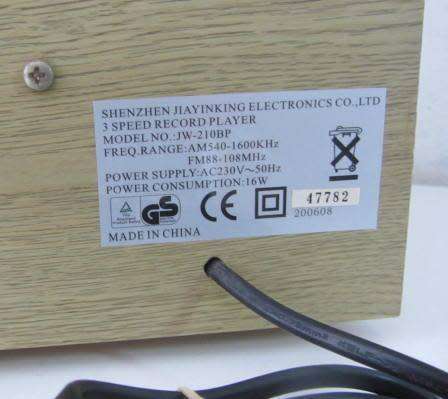 SHENZHEN JIAYINKING ELECTRONICS CO.,LTD
3 SPEED RECORD PLAYER
MODEL NO.:JW-210BP
FREQ.RANGE:AM540-1600KHz
FM88-108MHz
POWER SUPPLY:AC230V~50Hz
POWER CONSUMPTION:16W
GS CE 47782
200608
MADE IN CHINA